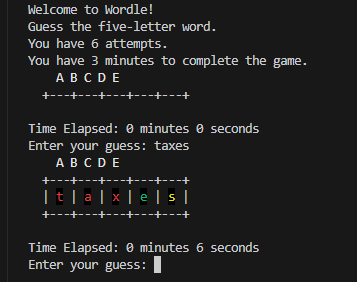 Welcome to Wordle!
Guess the five-letter word.
You have 6 attempts.
You have 3 minutes to complete the game.
A B C D E
+---+---+---+---+---+
Time Elapsed: 0 minutes 0 seconds
Enter your guess: taxes
A B C D E
+---+---+---+---+---+
| t | a | x | e | s |
+---+---+---+---+---+
Time Elapsed: 0 minutes 6 seconds
Enter your guess: